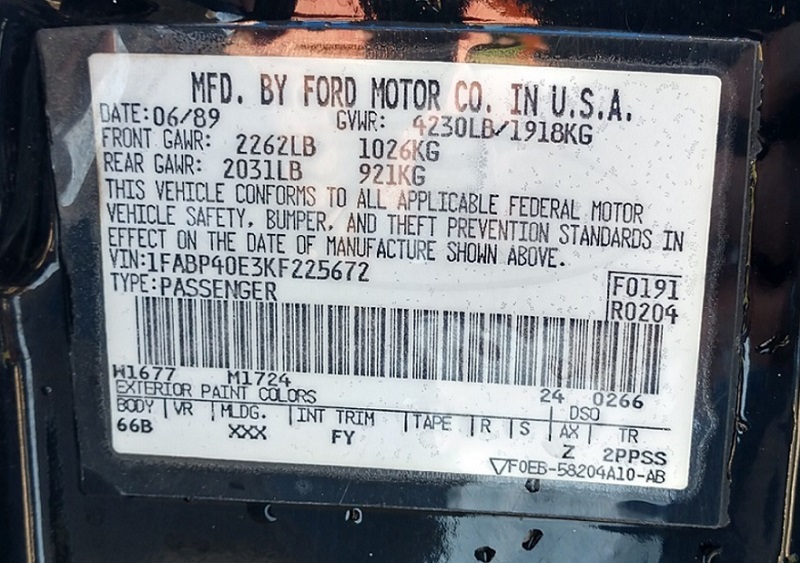 MFD. BY FORD MOTOR CO. IN U.S.A.
DATE: 06/89 GVWR: 4230LB/1918KG
FRONT GAWR: 2262LB 1026KG
REAR GAWR: 2031LB 921KG
THIS VEHICLE CONFORMS TO ALL APPLICABLE FEDERAL MOTOR
VEHICLE SAFETY, BUMPER, AND THEFT PREVENTION STANDARDS IN
EFFECT ON THE DATE OF MANUFACTURE SHOWN ABOVE.
VIN:1FABP40E3KF225672
TYPE:PASSENGER
F0191
R0204
W1677 M1724 24 0266
EXTERIOR PAINT COLORS DSO
BODY VR MLDG. INT TRIM TAPE R S AX TR
66B XXX FY Z 2PPSS
▽F0EB-58204A10-AB